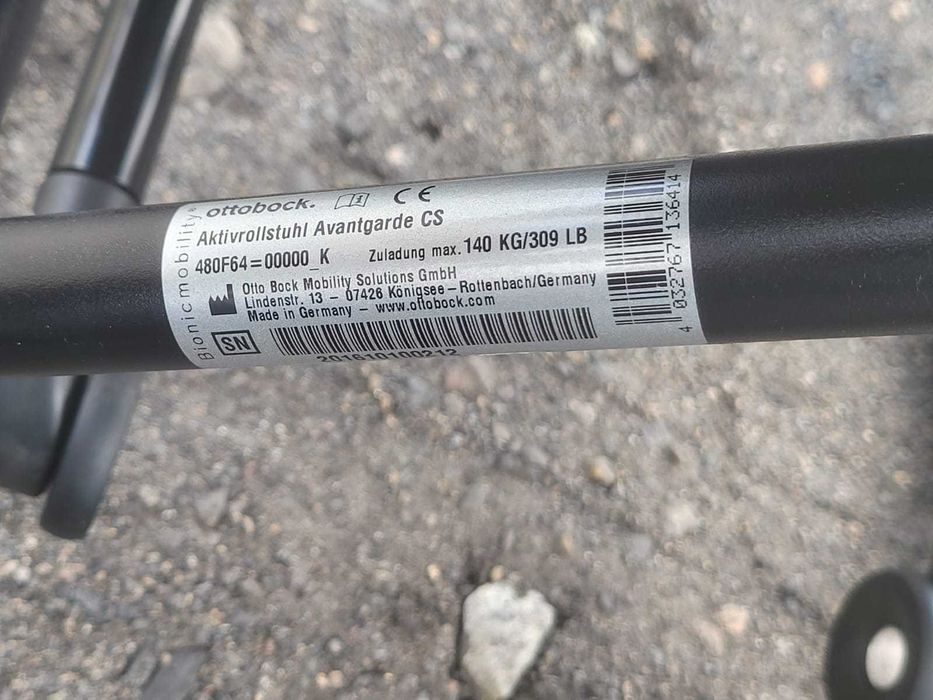 Bionicmobility®
ottobock.
CE
Aktivrollstuhl Avantgarde CS
480F64=00000_K Zuladung max. 140 KG/309 LB
Otto Bock Mobility Solutions GmbH
Lindenstr. 13 – 07426 Königsee-Rottenbach/Germany
Made in Germany – www.ottobock.com
SN
201610100212
4 032767 136414